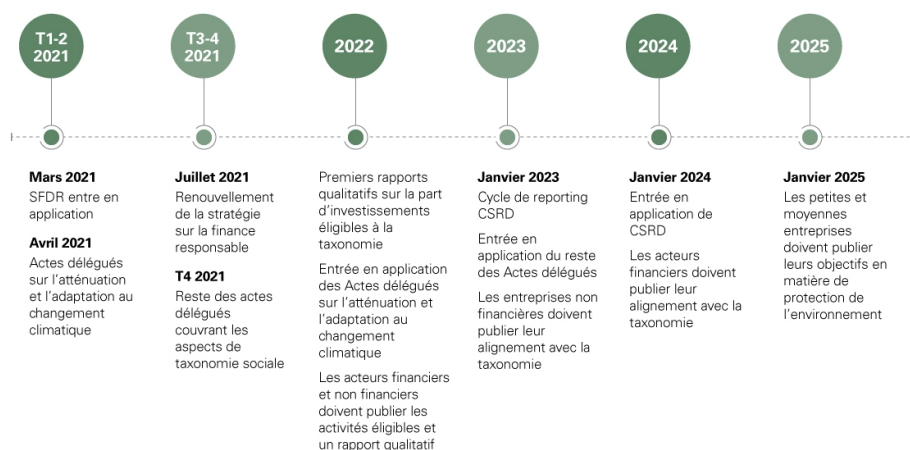 T1-2
2021
T3-4
2021
2022
2023
2024
2025
Mars 2021
SFDR entre en
application
Avril 2021
Actes délégués
sur l'atténuation
et l'adaptation au
changement
climatique
Juillet 2021
Renouvellement
de la stratégie
sur la finance
responsable
T4 2021
Reste des actes
délégués
couvrant les
aspects de
taxonomie sociale
Premiers rapports
qualitatifs sur la part
d'investissements
éligibles à la
taxonomie
Entrée en application
des Actes délégués
sur l'atténuation et
l'adaptation au
changement
climatique
Les acteurs financiers
et non financiers
doivent publier les
activités éligibles et
un rapport qualitatif
Janvier 2023
Cycle de reporting
CSRD
Entrée en
application du reste
des Actes délégués
Les entreprises non
financières doivent
publier leur
alignement avec la
taxonomie
Janvier 2024
Entrée en
application de
CSRD
Les acteurs
financiers doivent
publier leur
alignement avec la
taxonomie
Janvier 2025
Les petites et
moyennes
entreprises
doivent publier
leurs objectifs en
matière de
protection de
l'environnement